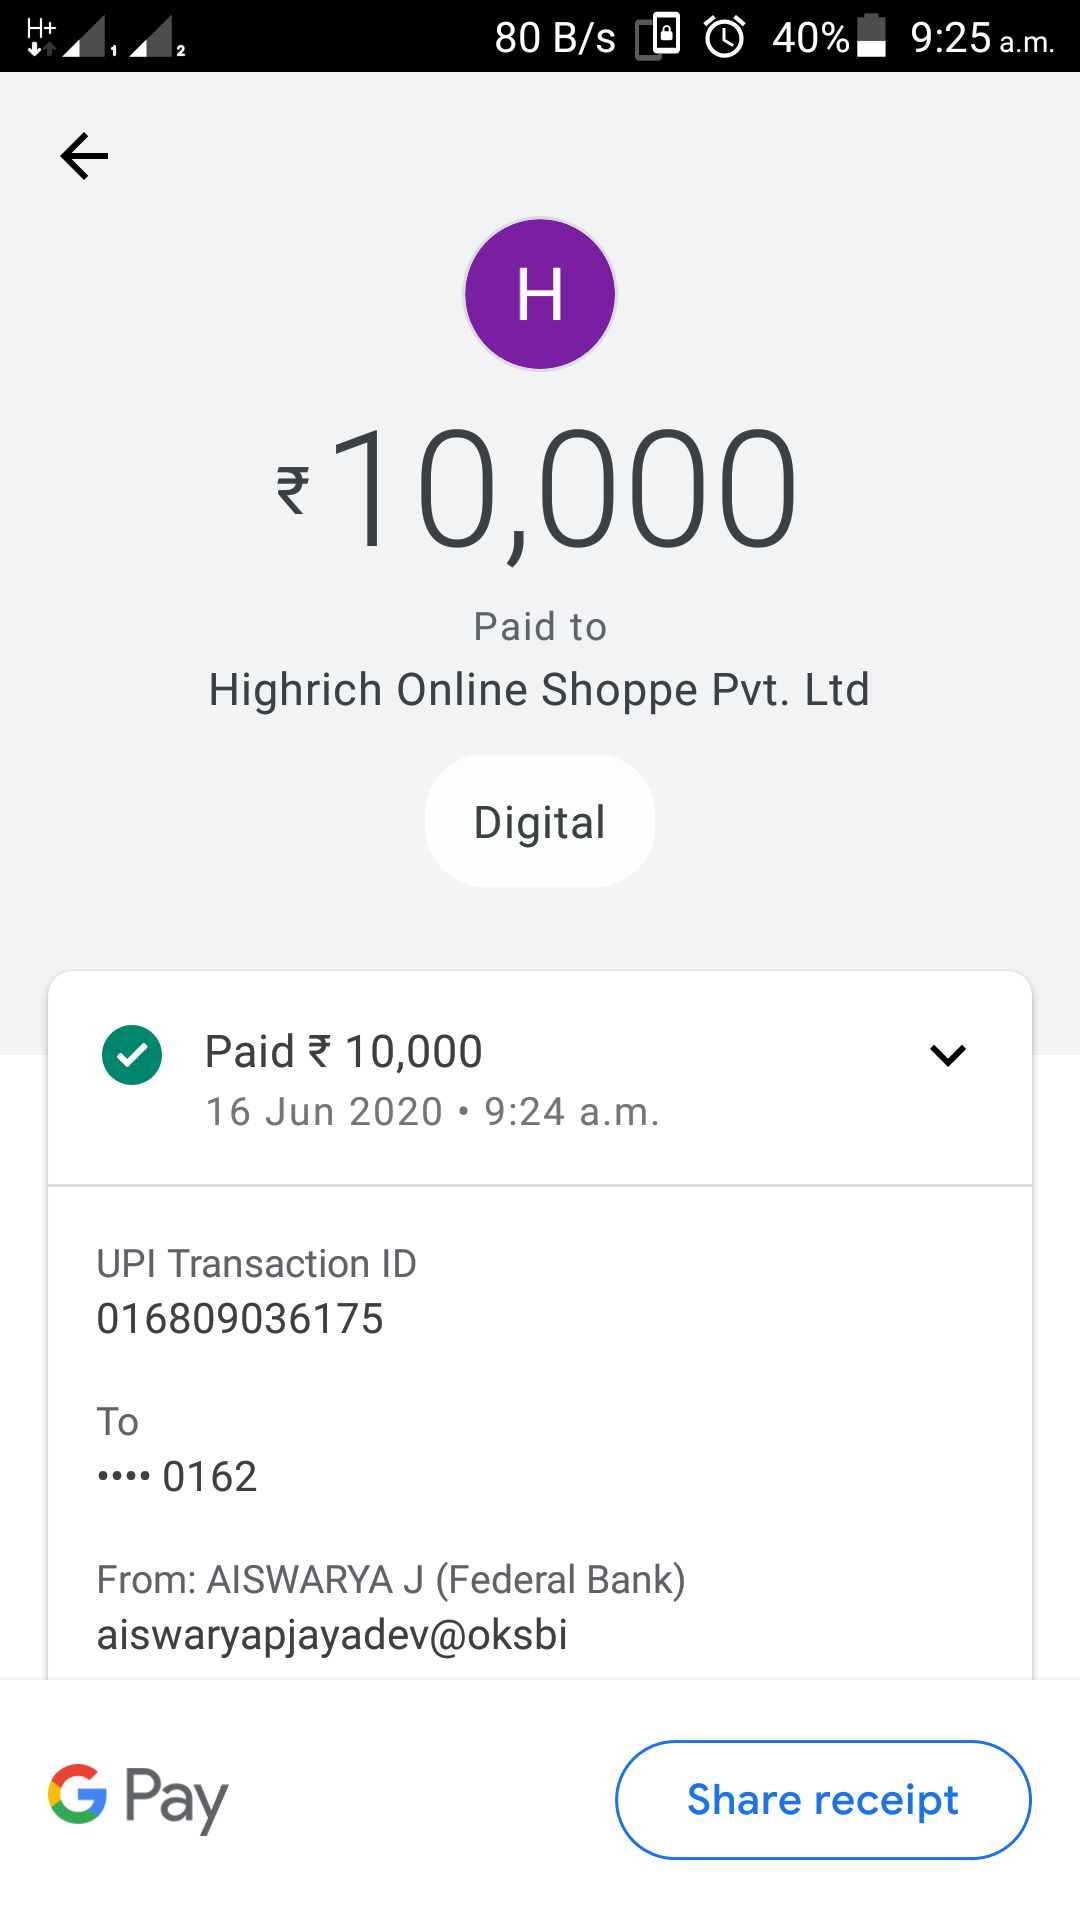 H+ 1 2 80 B/s 40% 9:25 a.m.
H
₹10,000
Paid to
Highrich Online Shoppe Pvt. Ltd
Digital
Paid ₹ 10,000
16 Jun 2020 • 9:24 a.m.
UPI Transaction ID
016809036175
To
•••• 0162
From: AISWARYA J (Federal Bank)
aiswaryapjayadev@oksbi
G Pay
Share receipt